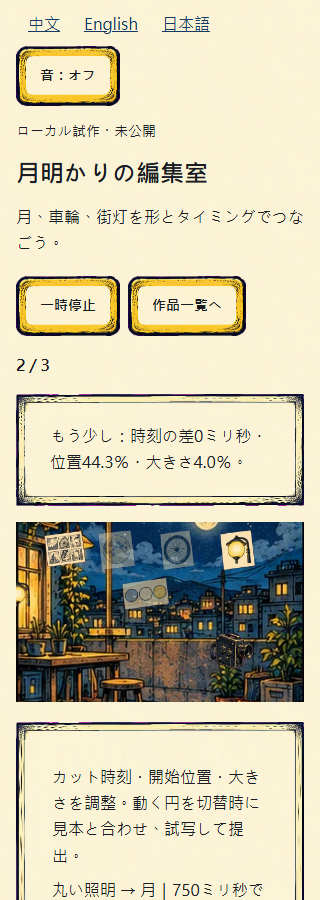 中文 English 日本語
音：オフ
ローカル試作・未公開
月明かりの編集室
月、車輪、街灯を形とタイミングでつな
ごう。
一時停止 作品一覧へ
2 / 3
もう少し：時刻の差0ミリ秒・
位置44.3%・大きさ4.0%。
カット時刻・開始位置・大き
さを調整。動く円を切替時に
見本と合わせ、試写して提
出。
丸い照明 → 月 | 750ミリ秒で